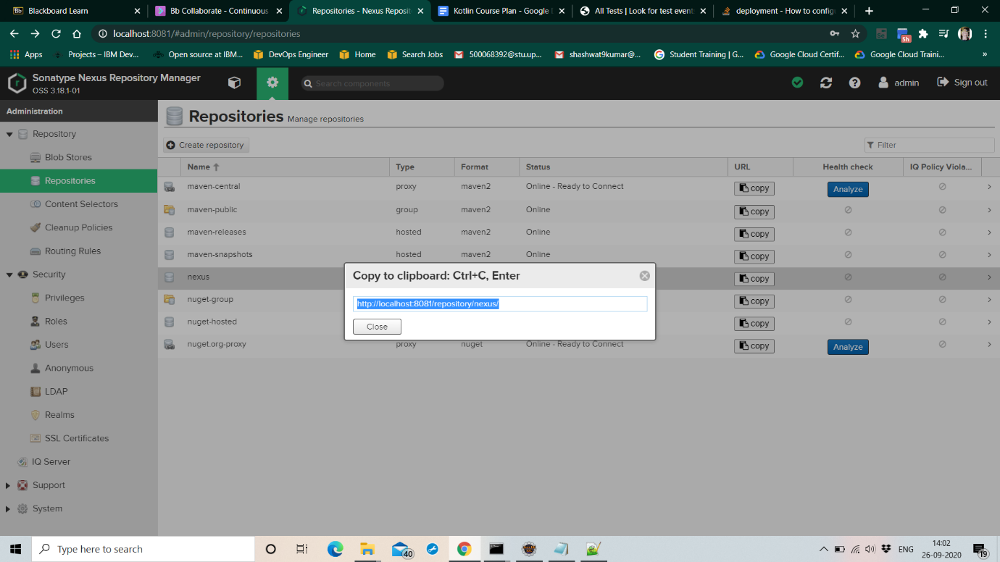 Blackboard Learn
Bb Collaborate - Continuous
Repositories - Nexus Reposit
Kotlin Course Plan - Google
All Tests | Look for test event
deployment - How to config
localhost:8081/#admin/repository/repositories
5h
Apps
Projects – IBM Dev...
Open source at IBM...
DevOps Engineer
Home
Search Jobs
500068392@stu.up...
shashwat9kumar@...
Student Training | G...
Google Cloud Certif...
Google Cloud Traini...
»
Sonatype Nexus Repository Manager
OSS 3.18.1-01
Search components
admin
Sign out
Administration
Repository
Blob Stores
Repositories
Content Selectors
Cleanup Policies
Routing Rules
Security
Privileges
Roles
Users
Anonymous
LDAP
Realms
SSL Certificates
IQ Server
Support
System
Repositories Manage repositories
Create repository
Filter
Name Type Format Status URL Health check IQ Policy Viola...
maven-central proxy maven2 Online - Ready to Connect copy Analyze
maven-public group maven2 Online copy
maven-releases hosted maven2 Online copy
maven-snapshots hosted maven2 Online copy
nexus copy
nuget-group copy
nuget-hosted copy
nuget.org-proxy proxy nuget Online - Ready to Connect copy Analyze
Copy to clipboard: Ctrl+C, Enter
http://localhost:8081/repository/nexus/
Close
Type here to search
40
ENG
14:02
26-09-2020
19